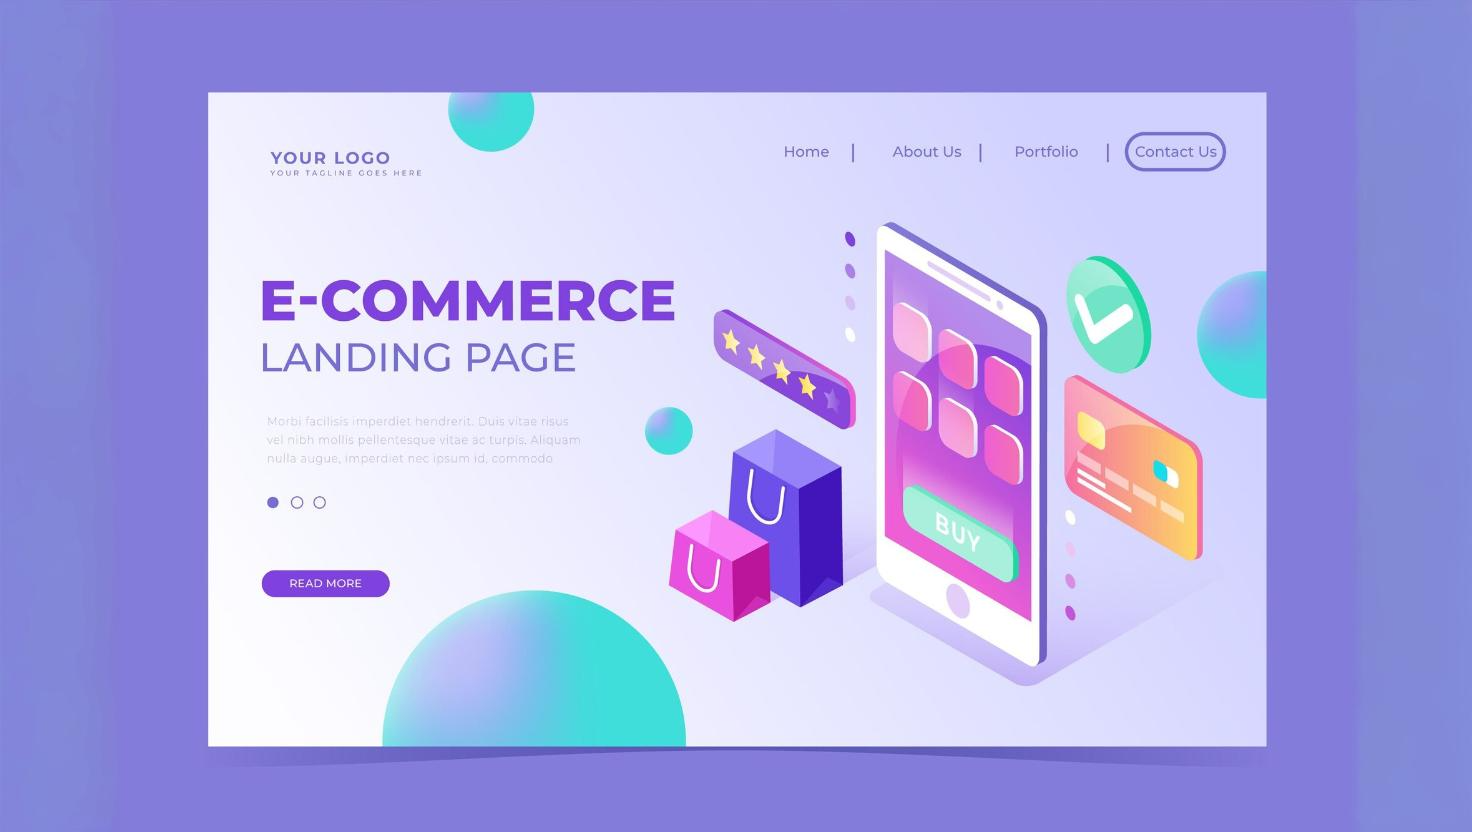 YOUR LOGO
YOUR TAGLINE GOES HERE
Home | About Us | Portfolio | Contact Us
E-COMMERCE
LANDING PAGE
Morbi facilisis imperdiet hendrerit. Duis vitae risus
vel nibh mollis pellentesque vitae ac turpis. Aliquam
nulla augue, imperdiet nec ipsum id, commodo
READ MORE
BUY